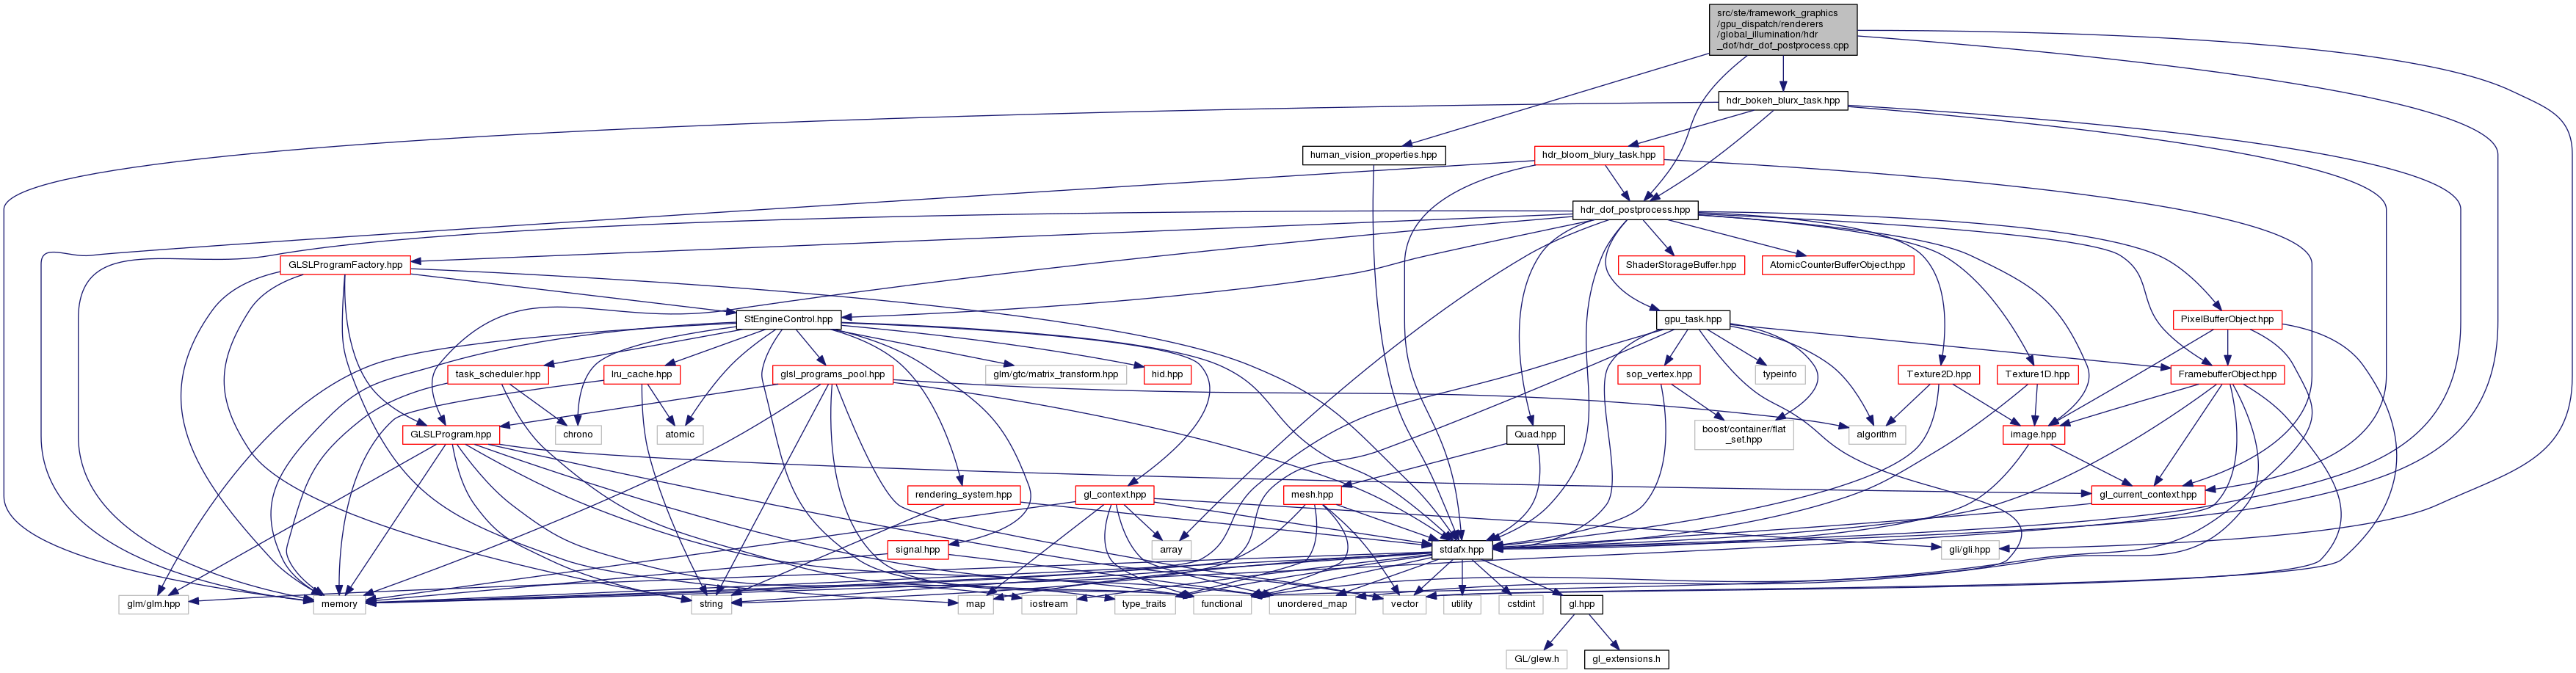 src/ste/framework_graphics
/gpu_dispatch/renderers
/global_illumination/hdr
_dof/hdr_dof_postprocess.cpp
hdr_bokeh_blurx_task.hpp
human_vision_properties.hpp
hdr_bloom_blury_task.hpp
hdr_dof_postprocess.hpp
GLSLProgramFactory.hpp
ShaderStorageBuffer.hpp
AtomicCounterBufferObject.hpp
StEngineControl.hpp
gpu_task.hpp
PixelBufferObject.hpp
task_scheduler.hpp
lru_cache.hpp
glsl_programs_pool.hpp
glm/gtc/matrix_transform.hpp
hid.hpp
sop_vertex.hpp
typeinfo
Texture2D.hpp
Texture1D.hpp
FramebufferObject.hpp
GLSLProgram.hpp
chrono
atomic
Quad.hpp
boost/container/flat
_set.hpp
algorithm
image.hpp
rendering_system.hpp
gl_context.hpp
mesh.hpp
gl_current_context.hpp
signal.hpp
array
stdafx.hpp
gli/gli.hpp
glm/glm.hpp
memory
string
map
iostream
type_traits
functional
unordered_map
vector
utility
cstdint
gl.hpp
GL/glew.h
gl_extensions.h